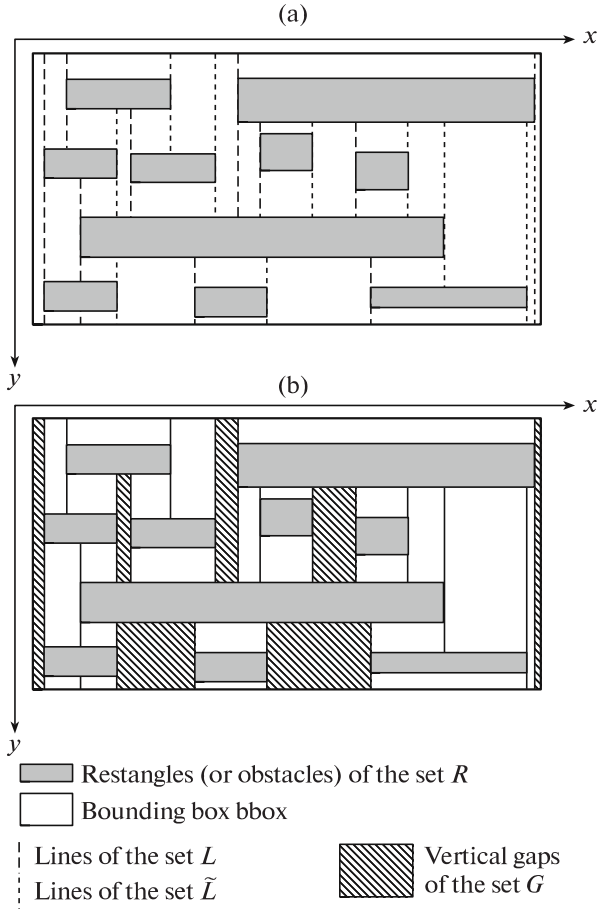 (a)
x
y
(b)
x
y
Restangles (or obstacles) of the set R
Bounding box bbox
Lines of the set L
Lines of the set L̃
Vertical gaps
of the set G